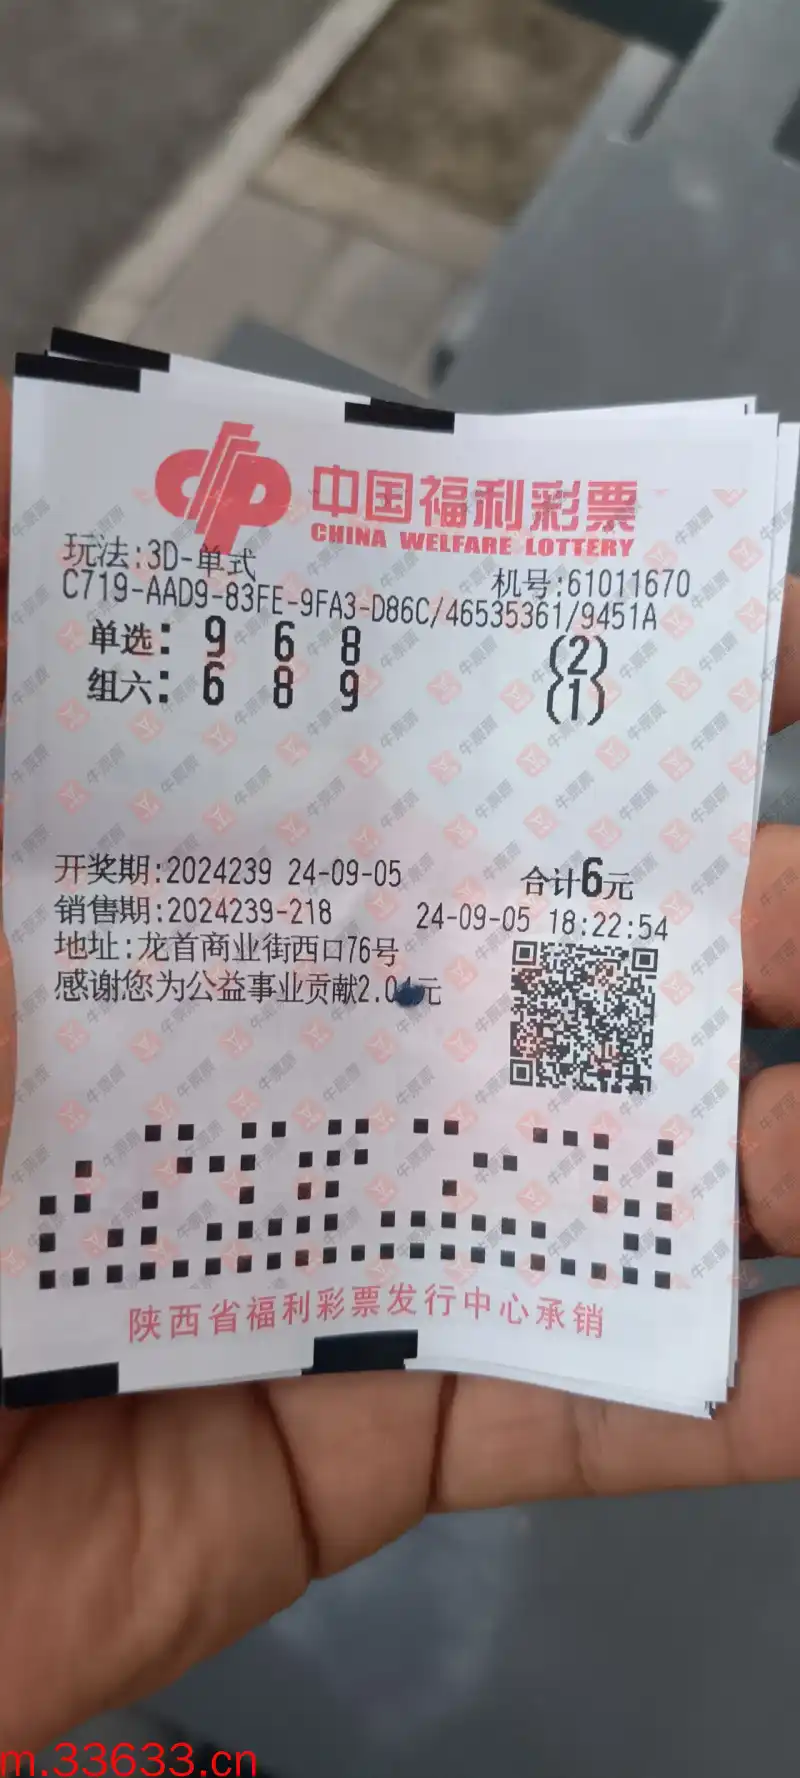 中国福利彩票
CHINA WELFARE LOTTERY
玩法:3D-单式
机号:61011670
C719-AAD9-83FE-9FA3-D86C/46535361/9451A
单选: 9 6 8 (2)
组六: 6 8 9 (1)
开奖期:2024239 24-09-05 合计6元
销售期:2024239-218 24-09-05 18:22:54
地址:龙首商业街西口76号
感谢您为公益事业贡献2.04元
陕西省福利彩票发行中心承销
m.33633.cn